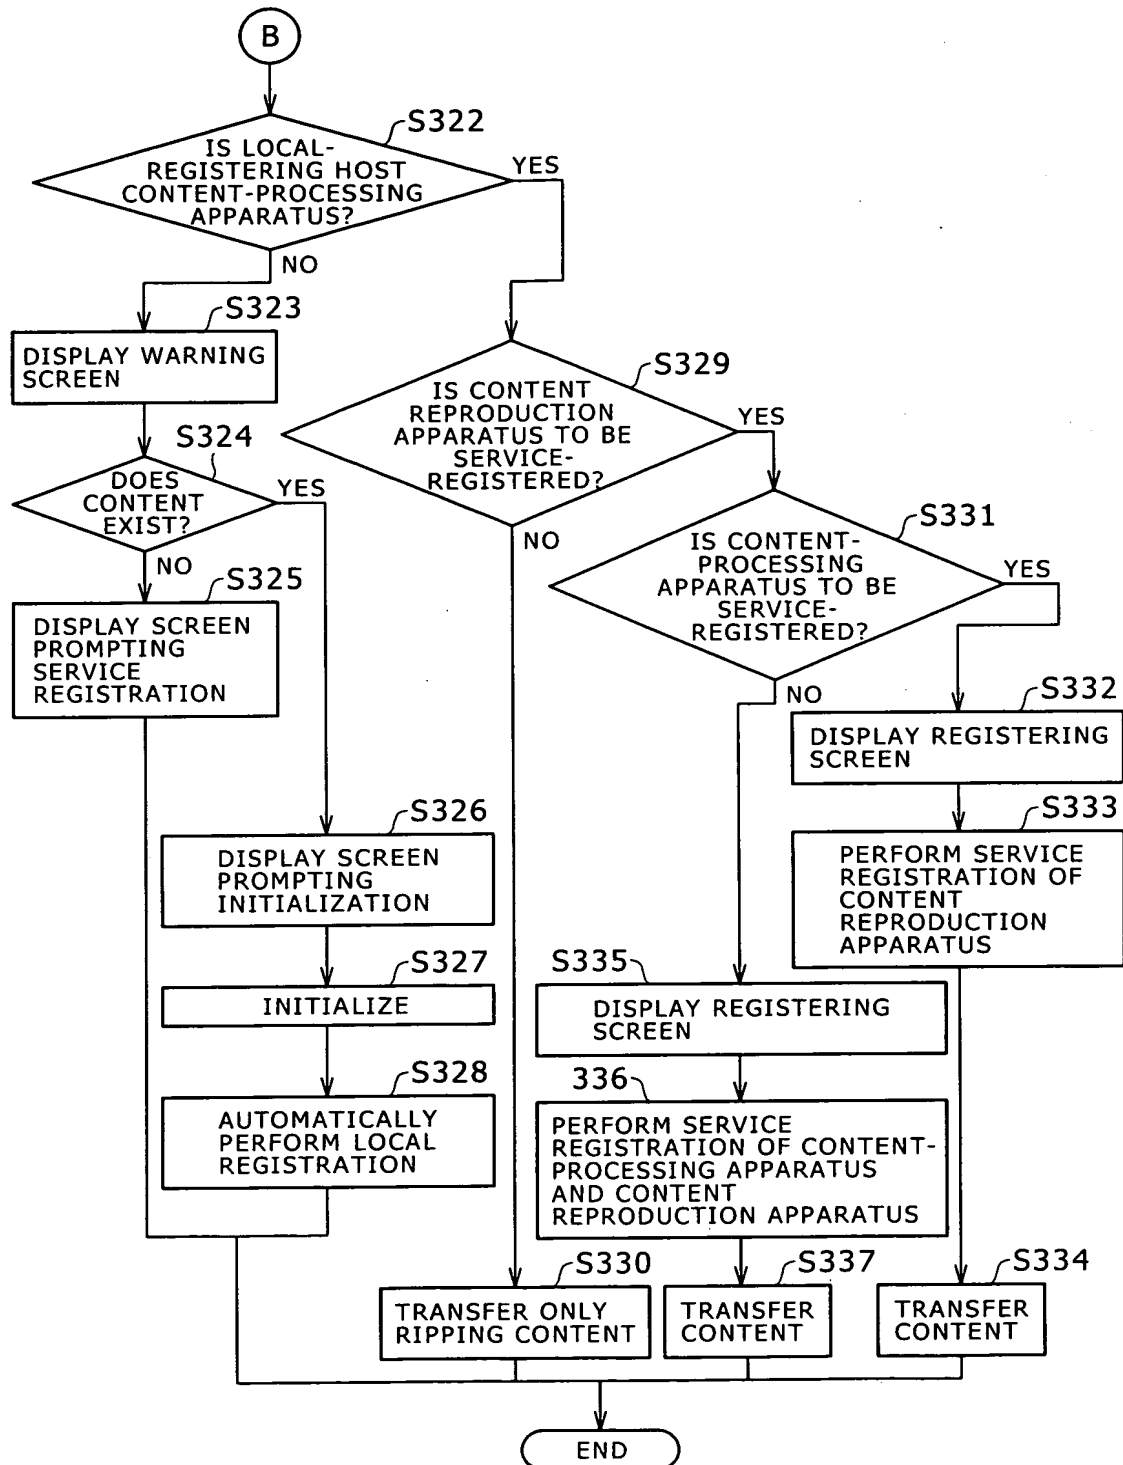 B
S322
IS LOCAL-
REGISTERING HOST
CONTENT-PROCESSING
APPARATUS?
YES
NO
S323
DISPLAY WARNING
SCREEN
S329
IS CONTENT
REPRODUCTION
APPARATUS TO BE
SERVICE-
REGISTERED?
YES
NO
S324
DOES
CONTENT
EXIST?
YES
NO
S331
IS CONTENT-
PROCESSING
APPARATUS TO BE
SERVICE-
REGISTERED?
YES
NO
S325
DISPLAY SCREEN
PROMPTING
SERVICE
REGISTRATION
S332
DISPLAY REGISTERING
SCREEN
S326
DISPLAY SCREEN
PROMPTING
INITIALIZATION
S333
PERFORM SERVICE
REGISTRATION OF
CONTENT
REPRODUCTION
APPARATUS
S327
INITIALIZE
S335
DISPLAY REGISTERING
SCREEN
S328
AUTOMATICALLY
PERFORM LOCAL
REGISTRATION
336
PERFORM SERVICE
REGISTRATION OF CONTENT-
PROCESSING APPARATUS
AND CONTENT
REPRODUCTION APPARATUS
S330
TRANSFER ONLY
RIPPING CONTENT
S337
TRANSFER
CONTENT
S334
TRANSFER
CONTENT
END